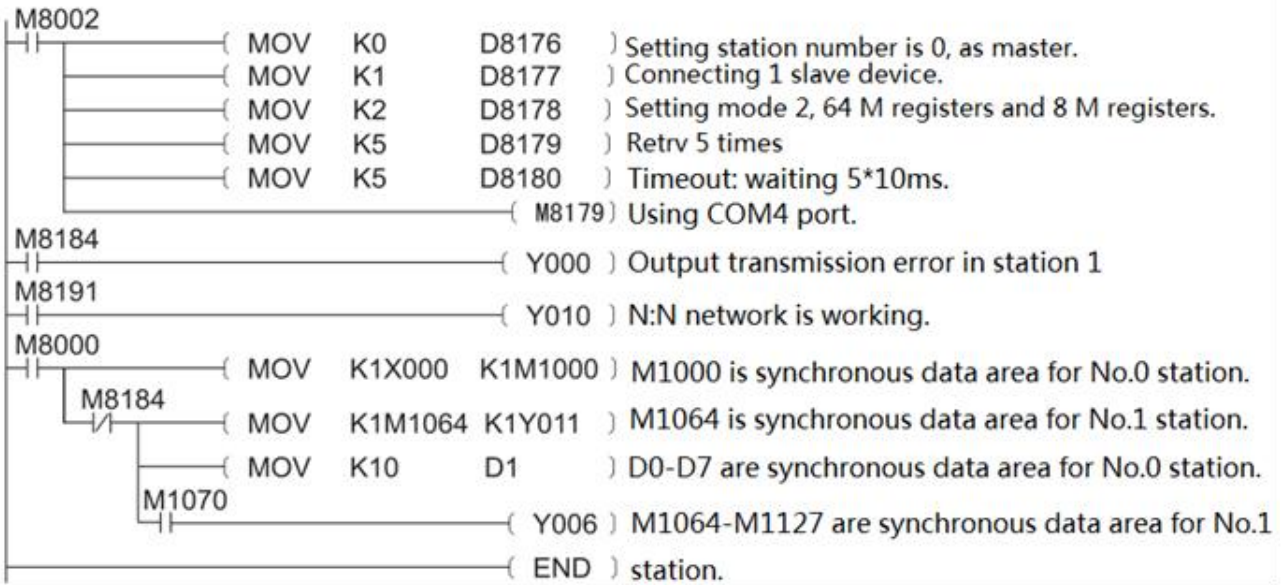 M8002
MOV K0 D8176 Setting station number is 0, as master.
MOV K1 D8177 Connecting 1 slave device.
MOV K2 D8178 Setting mode 2, 64 M registers and 8 M registers.
MOV K5 D8179 Retrv 5 times
MOV K5 D8180 Timeout: waiting 5*10ms.
M8179 Using COM4 port.
M8184
Y000 Output transmission error in station 1
M8191
Y010 N:N network is working.
M8000
MOV K1X000 K1M1000 M1000 is synchronous data area for No.0 station.
M8184
MOV K1M1064 K1Y011 M1064 is synchronous data area for No.1 station.
MOV K10 D1 D0-D7 are synchronous data area for No.0 station.
M1070
Y006 M1064-M1127 are synchronous data area for No.1
END station.